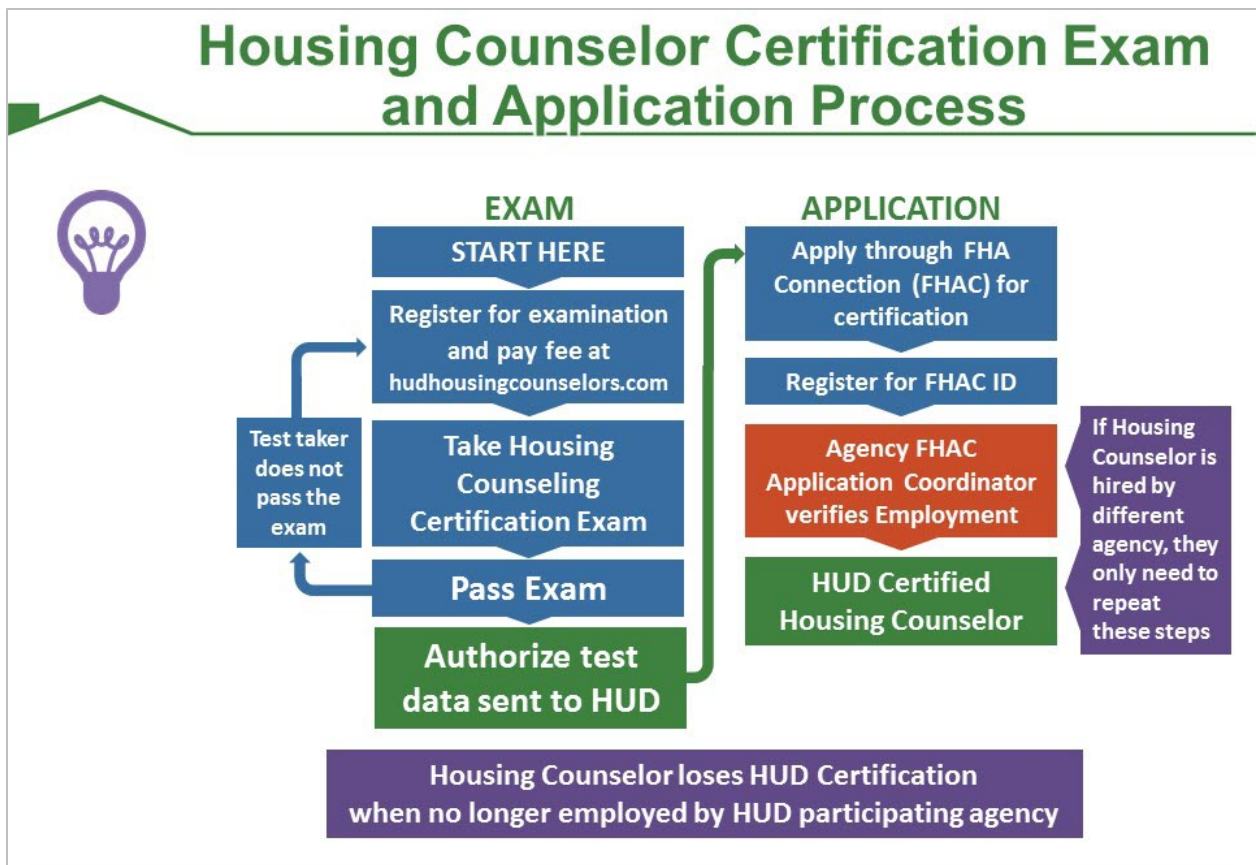 Housing Counselor Certification Exam
and Application Process
EXAM
START HERE
Register for examination
and pay fee at
hudhousingcounselors.com
Test taker
does not
pass the
exam
Take Housing
Counseling
Certification Exam
Pass Exam
Authorize test
data sent to HUD
APPLICATION
Apply through FHA
Connection (FHAC) for
certification
Register for FHAC ID
Agency FHAC
Application Coordinator
verifies Employment
HUD Certified
Housing Counselor
If Housing
Counselor is
hired by
different
agency, they
only need to
repeat
these steps
Housing Counselor loses HUD Certification
when no longer employed by HUD participating agency